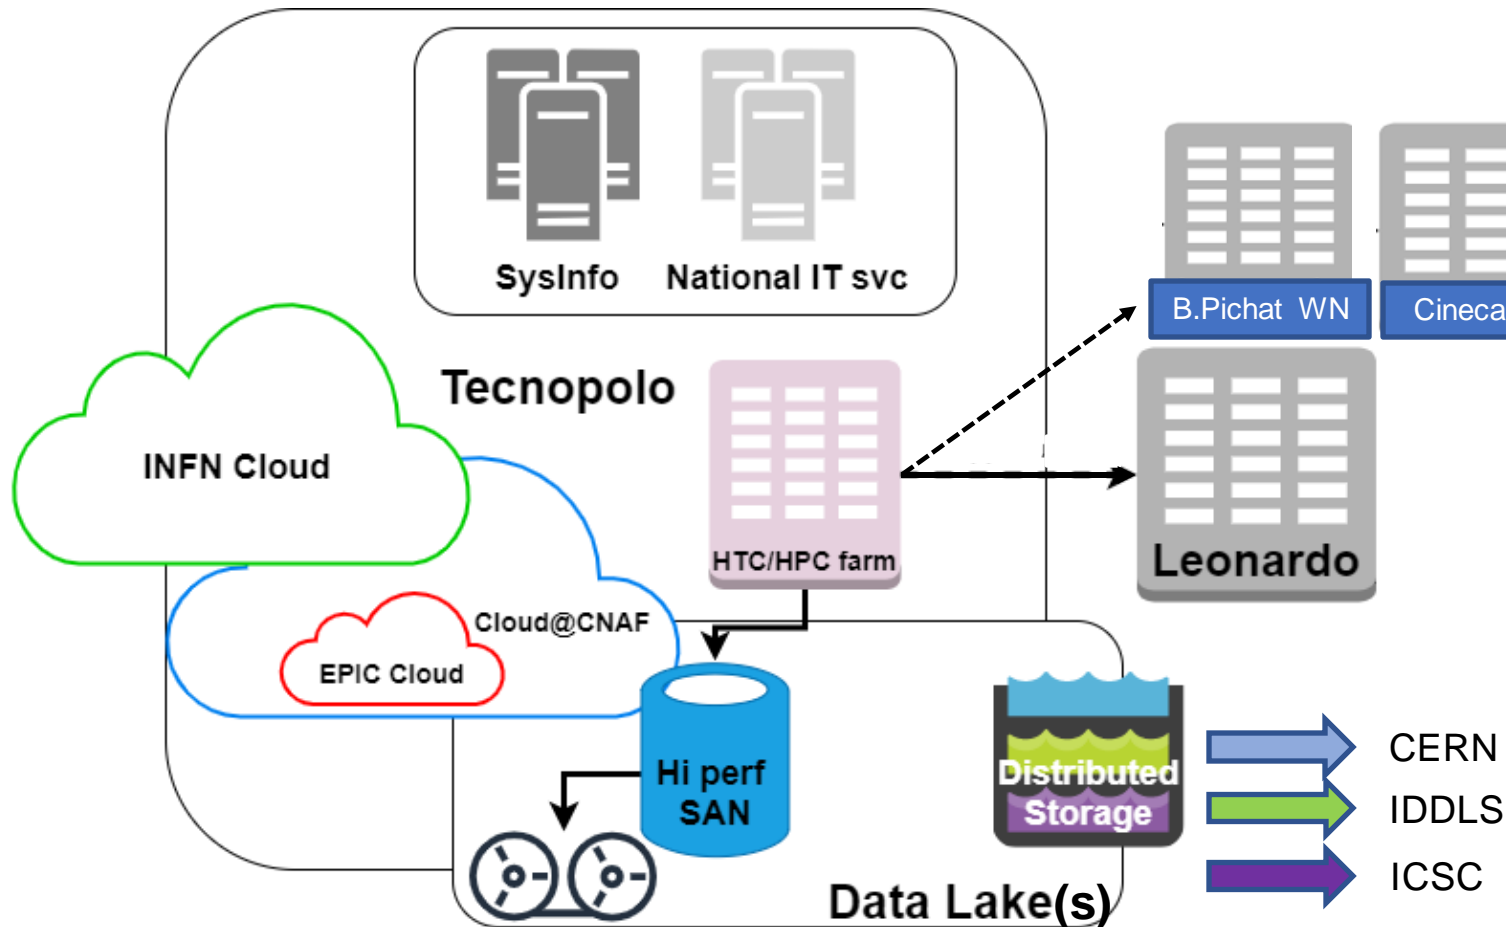 SysInfo
National IT svc
B.Pichat WN
Cineca
Tecnopolo
INFN Cloud
HTC/HPC farm
Leonardo
Cloud@CNAF
EPIC Cloud
Hi perf
SAN
Distributed
Storage
CERN
IDDLS
ICSC
Data Lake(s)